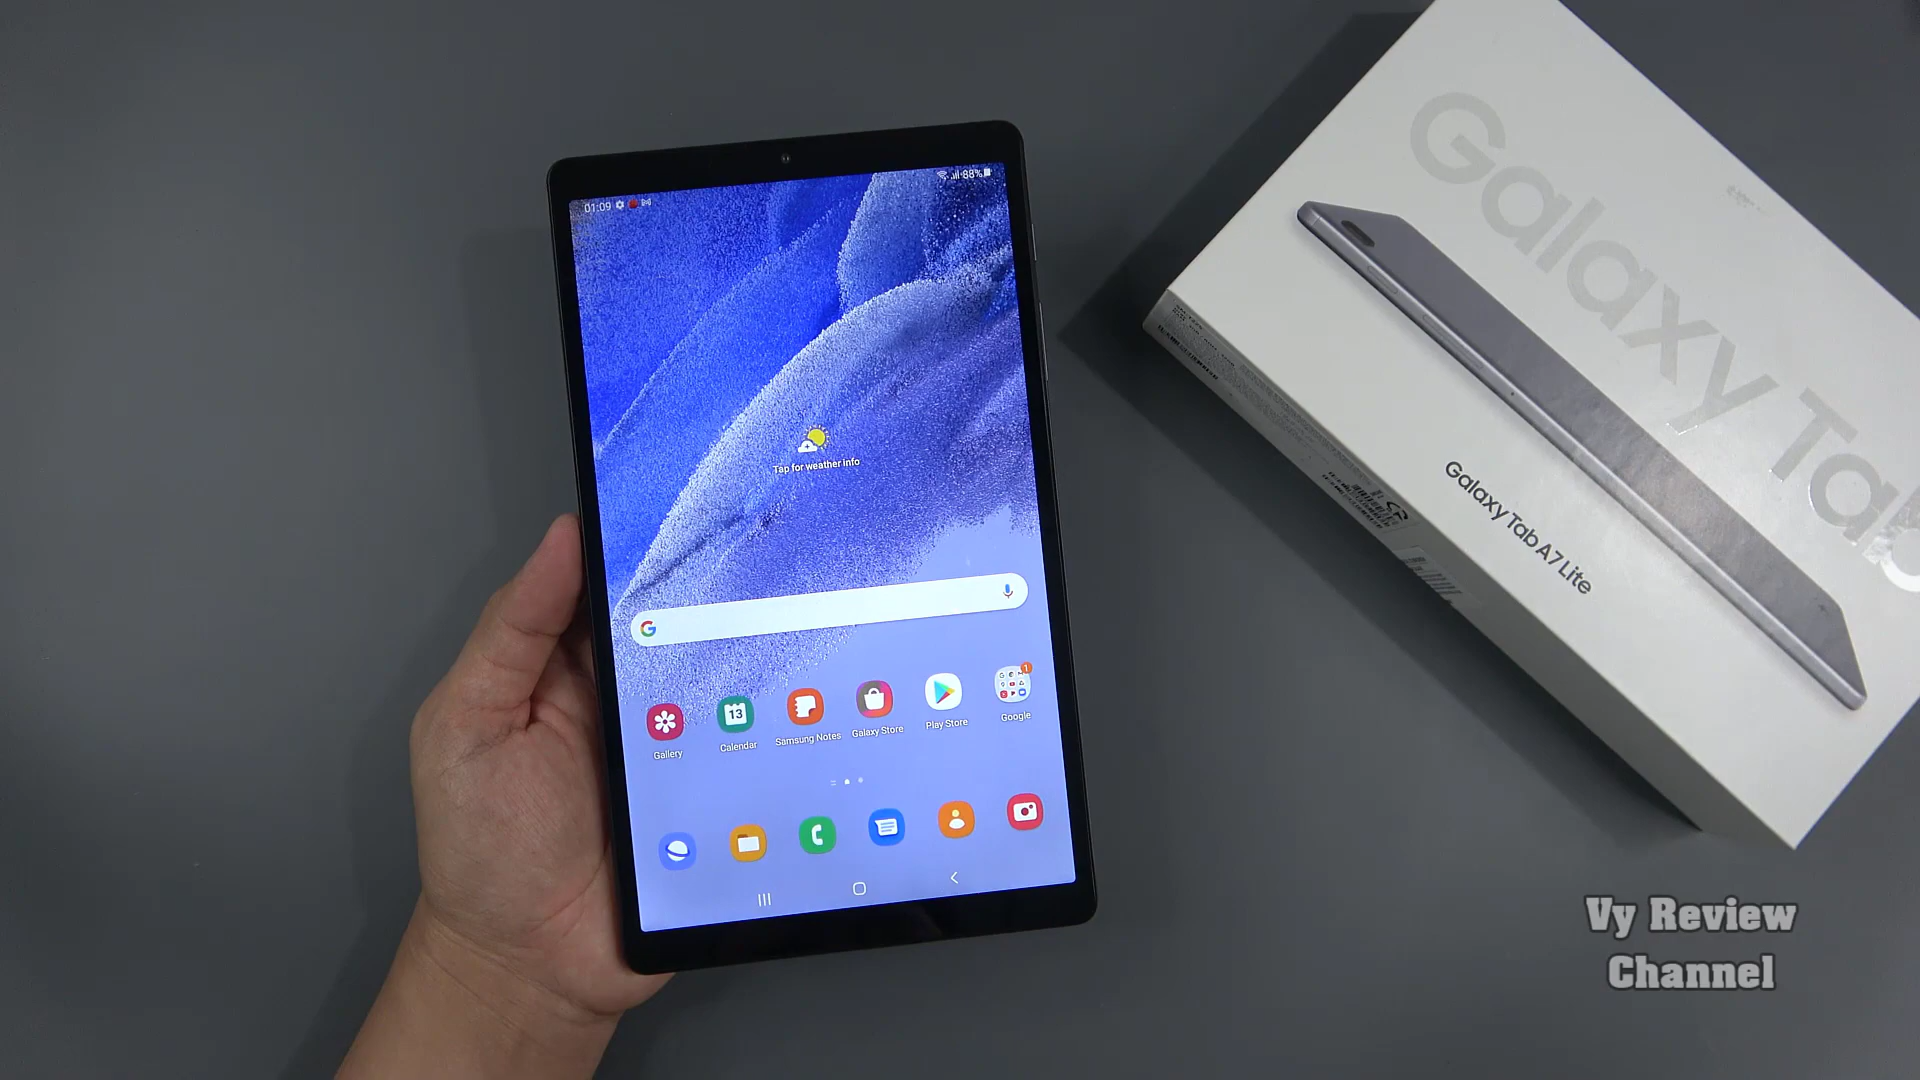 01:09
88%
Tap for weather info
G
13
1
Gallery
Calendar
Samsung Notes
Galaxy Store
Play Store
Google
Galaxy Tab
Galaxy Tab A7 Lite
Vy Review
Channel